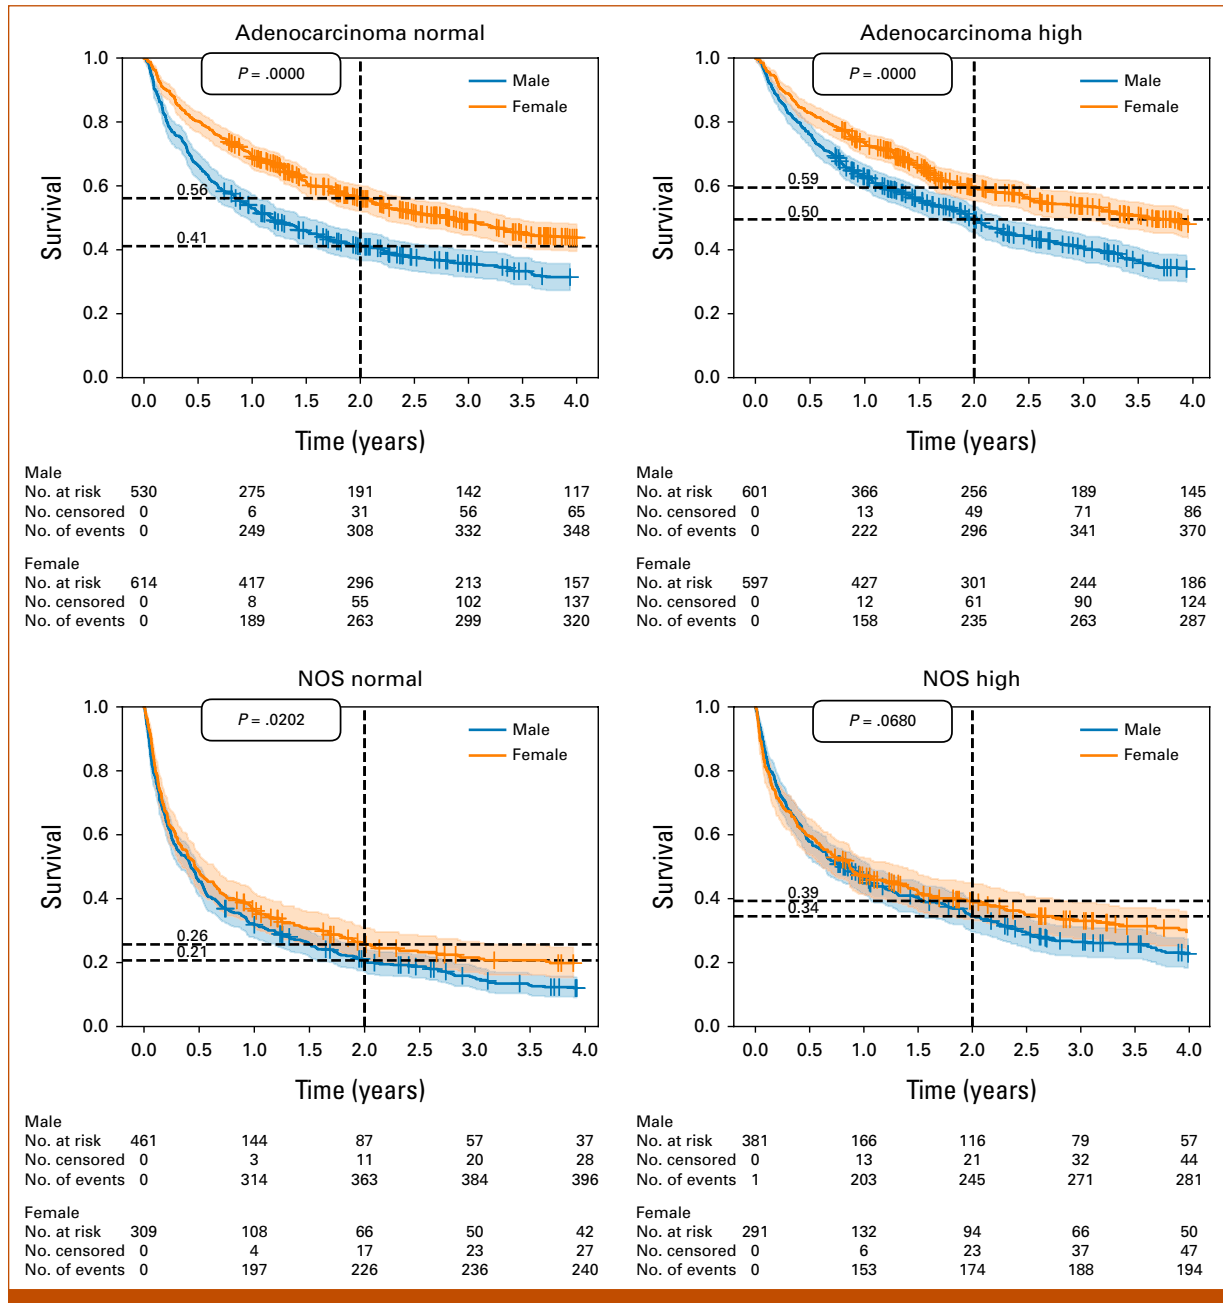 Adenocarcinoma normal
P = .0000
Male
Female
Survival
1.0
0.8
0.6
0.4
0.2
0.0
0.56
0.41
0.0 0.5 1.0 1.5 2.0 2.5 3.0 3.5 4.0
Time (years)
Male
No. at risk 530 275 191 142 117
No. censored 0 6 31 56 65
No. of events 0 249 308 332 348
Female
No. at risk 614 417 296 213 157
No. censored 0 8 55 102 137
No. of events 0 189 263 299 320
Adenocarcinoma high
P = .0000
Male
Female
Survival
1.0
0.8
0.6
0.4
0.2
0.0
0.59
0.50
0.0 0.5 1.0 1.5 2.0 2.5 3.0 3.5 4.0
Time (years)
Male
No. at risk 601 366 256 189 145
No. censored 0 13 49 71 86
No. of events 0 222 296 341 370
Female
No. at risk 597 427 301 244 186
No. censored 0 12 61 90 124
No. of events 0 158 235 263 287
NOS normal
P = .0202
Male
Female
Survival
1.0
0.8
0.6
0.4
0.2
0.0
0.26
0.21
0.0 0.5 1.0 1.5 2.0 2.5 3.0 3.5 4.0
Time (years)
Male
No. at risk 461 144 87 57 37
No. censored 0 3 11 20 28
No. of events 0 314 363 384 396
Female
No. at risk 309 108 66 50 42
No. censored 0 4 17 23 27
No. of events 0 197 226 236 240
NOS high
P = .0680
Male
Female
Survival
1.0
0.8
0.6
0.4
0.2
0.0
0.39
0.34
0.0 0.5 1.0 1.5 2.0 2.5 3.0 3.5 4.0
Time (years)
Male
No. at risk 381 166 116 79 57
No. censored 0 13 21 32 44
No. of events 1 203 245 271 281
Female
No. at risk 291 132 94 66 50
No. censored 0 6 23 37 47
No. of events 0 153 174 188 194